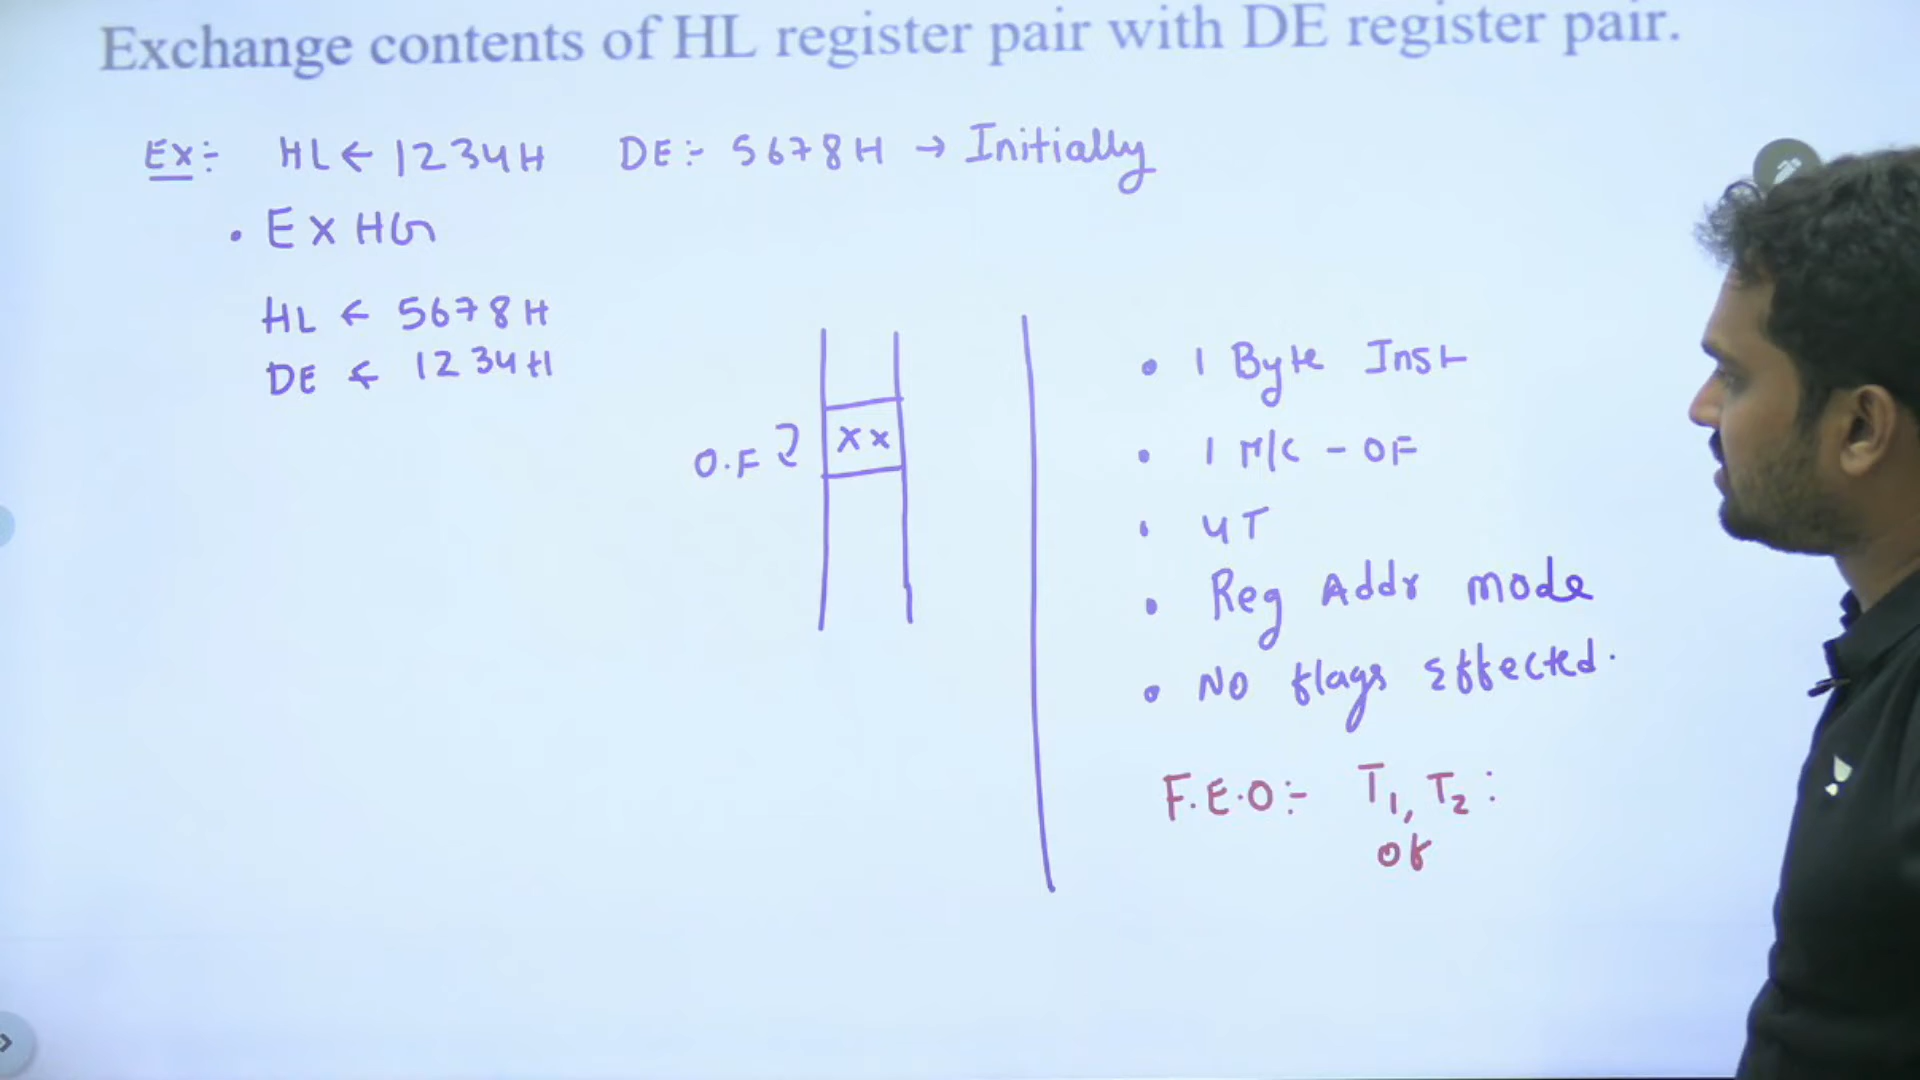 Exchange contents of HL register pair with DE register pair.
Ex:- HL ← 1234H DE:- 5678H → Initially
• EXHG
HL ← 5678H
DE ← 1234H
O.F
XX
• 1 Byte Inst
• 1 M/C - OF
• 4T
• Reg Addr mode
• No flags effected.
F.E.O:- T1, T2 :
of